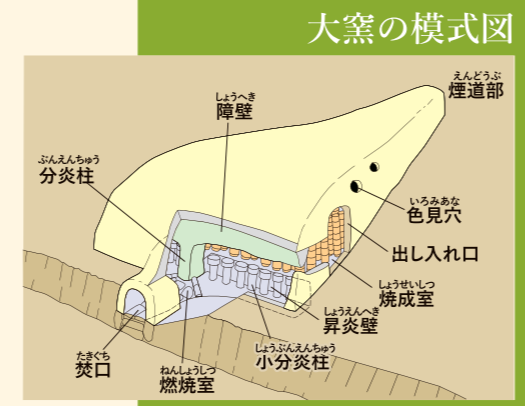 大窯の模式図
えんどうぶ
煙道部
しょうへき
障壁
ぶんえんちゅう
分炎柱
いろみあな
色見穴
出し入れ口
しょうせいしつ
焼成室
しょうえんへき
昇炎壁
しょうぶんえんちゅう
小分炎柱
たきぐち
焚口
ねんしょうしつ
燃焼室